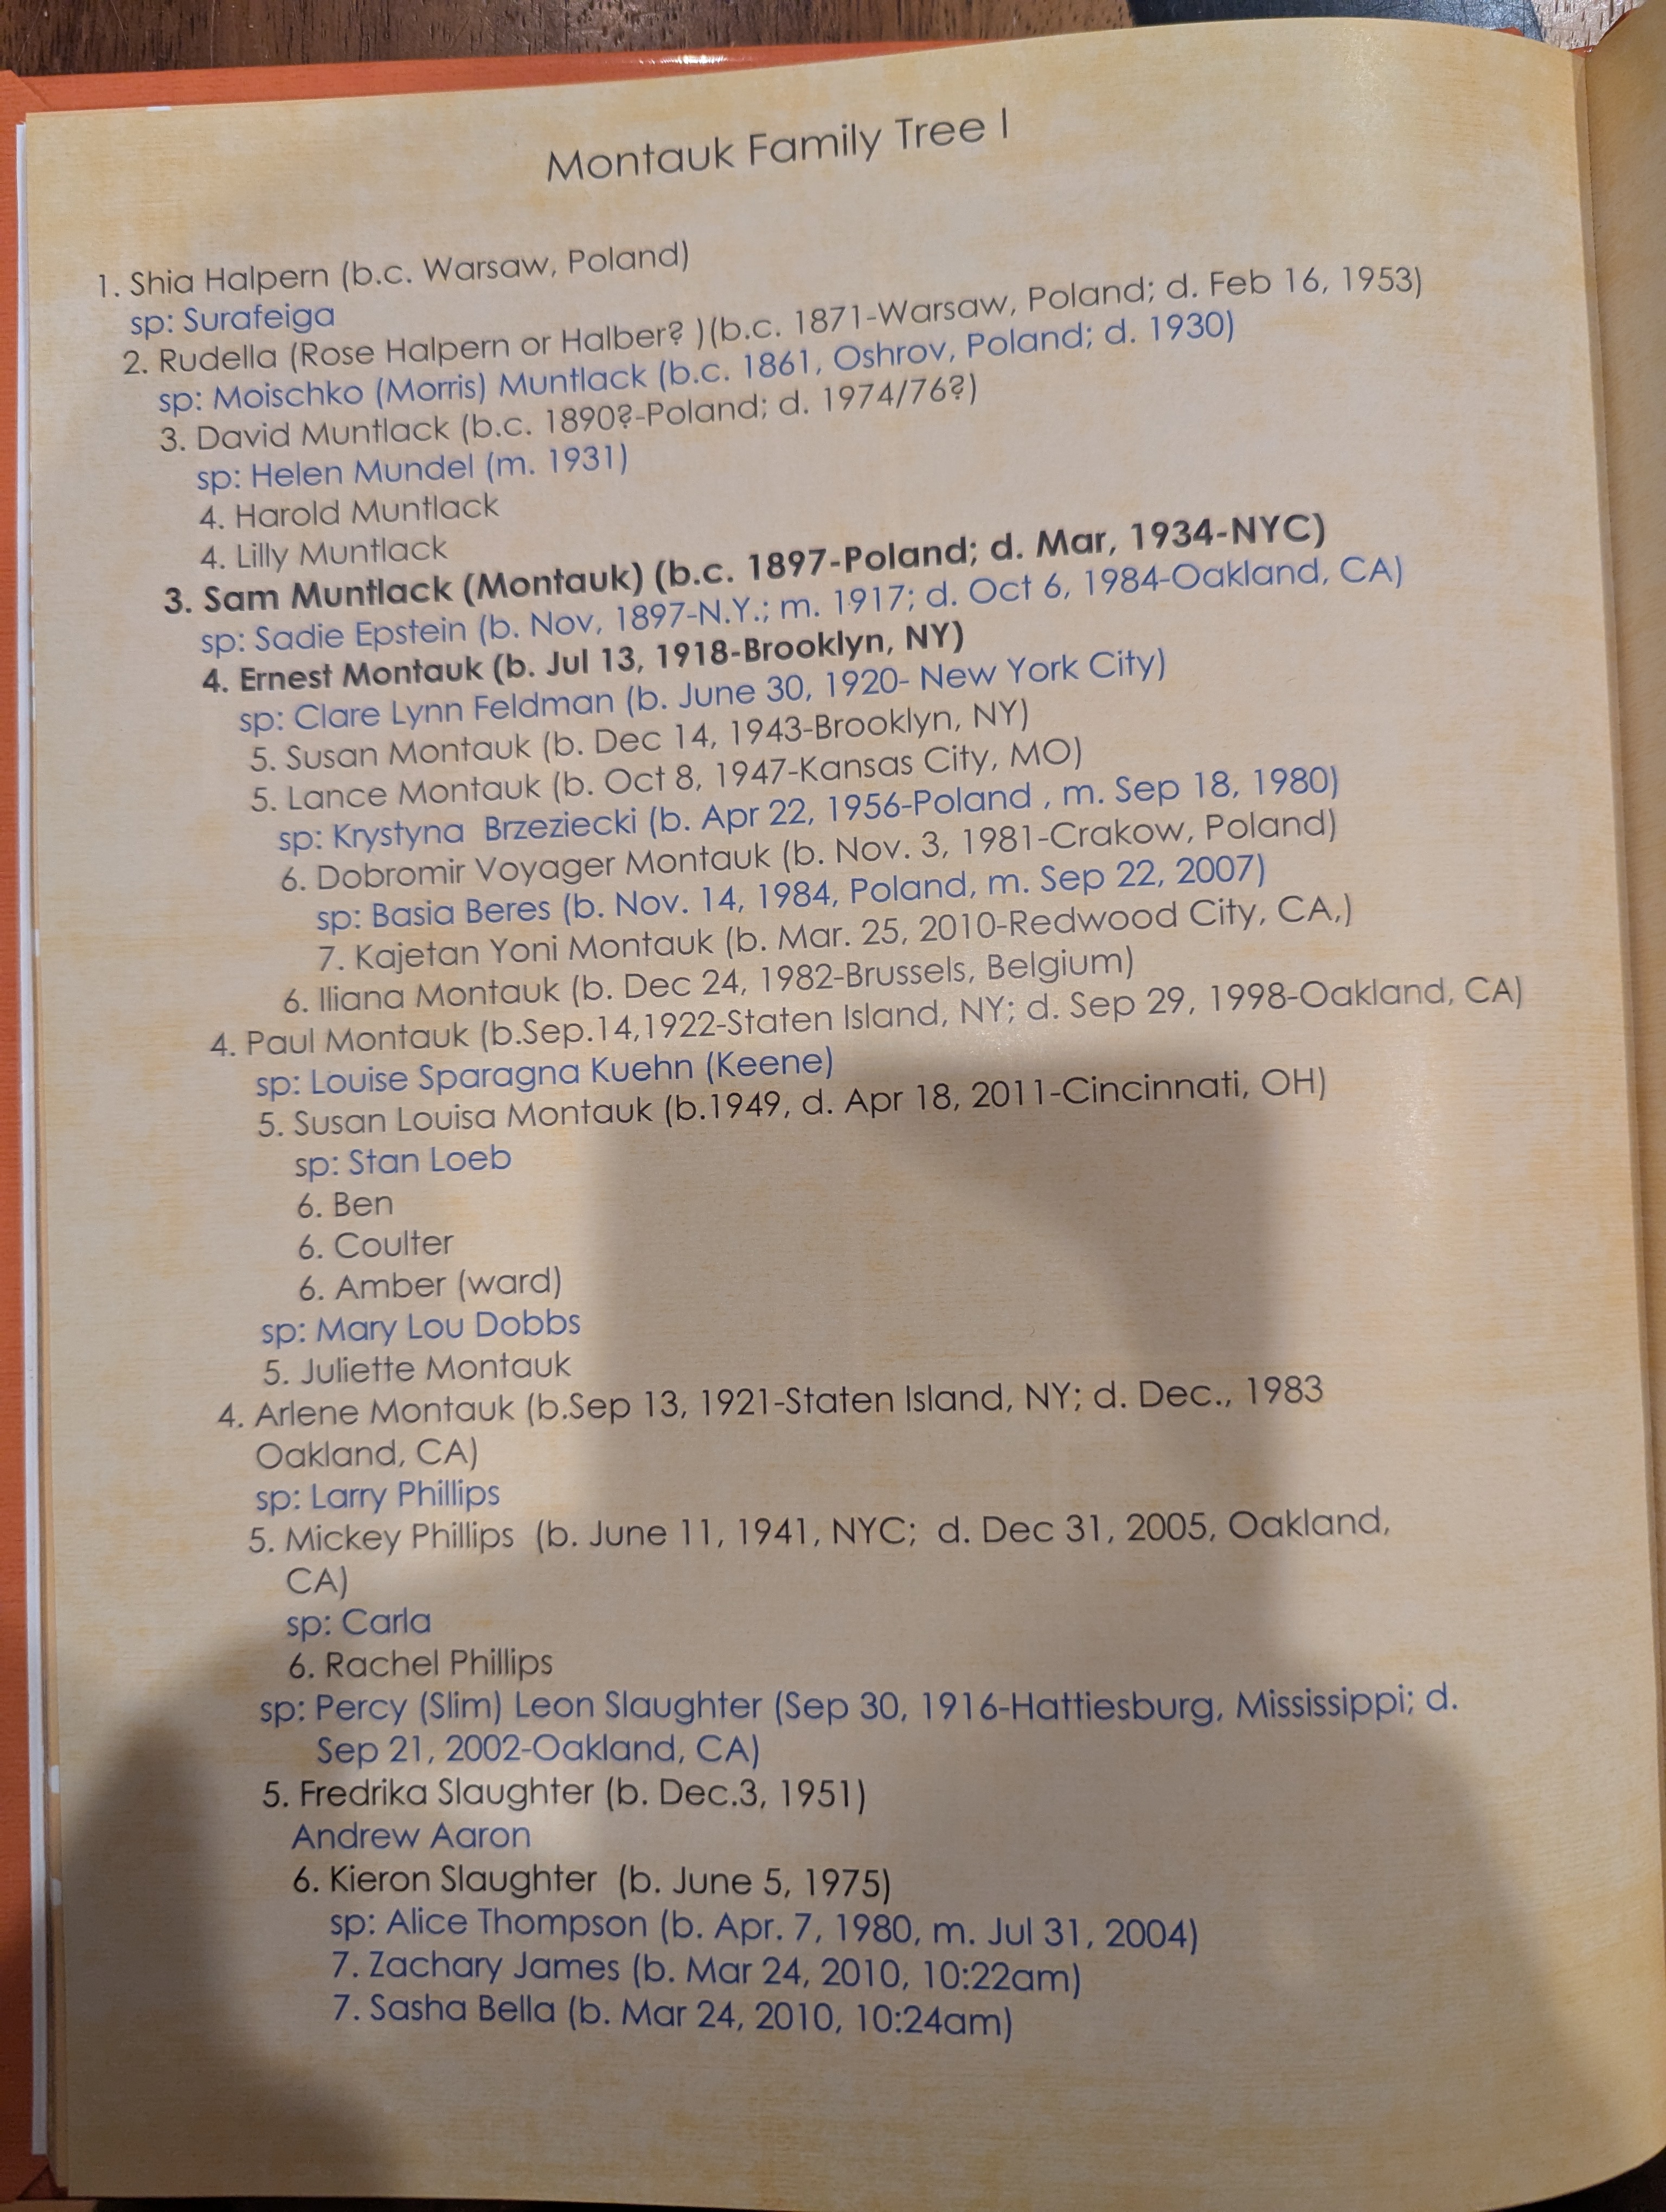 Montauk Family Tree I
1. Shia Halpern (b.c. Warsaw, Poland)
sp: Surafeiga
2. Rudella (Rose Halpern or Halber? )(b.c. 1871-Warsaw, Poland; d. Feb 16, 1953)
sp: Moischko (Morris) Muntlack (b.c. 1861, Oshrov, Poland; d. 1930)
3. David Muntlack (b.c. 1890?-Poland; d. 1974/76?)
sp: Helen Mundel (m. 1931)
4. Harold Muntlack
4. Lilly Muntlack
3. Sam Muntlack (Montauk) (b.c. 1897-Poland; d. Mar, 1934-NYC)
sp: Sadie Epstein (b. Nov, 1897-N.Y.; m. 1917; d. Oct 6, 1984-Oakland, CA)
4. Ernest Montauk (b. Jul 13, 1918-Brooklyn, NY)
sp: Clare Lynn Feldman (b. June 30, 1920- New York City)
5. Susan Montauk (b. Dec 14, 1943-Brooklyn, NY)
5. Lance Montauk (b. Oct 8, 1947-Kansas City, MO)
sp: Krystyna Brzeziecki (b. Apr 22, 1956-Poland , m. Sep 18, 1980)
6. Dobromir Voyager Montauk (b. Nov. 3, 1981-Crakow, Poland)
sp: Basia Beres (b. Nov. 14, 1984, Poland, m. Sep 22, 2007)
7. Kajetan Yoni Montauk (b. Mar. 25, 2010-Redwood City, CA,)
6. Iliana Montauk (b. Dec 24, 1982-Brussels, Belgium)
4. Paul Montauk (b.Sep.14,1922-Staten Island, NY; d. Sep 29, 1998-Oakland, CA)
sp: Louise Sparagna Kuehn (Keene)
5. Susan Louisa Montauk (b.1949, d. Apr 18, 2011-Cincinnati, OH)
sp: Stan Loeb
6. Ben
6. Coulter
6. Amber (ward)
sp: Mary Lou Dobbs
5. Juliette Montauk
4. Arlene Montauk (b.Sep 13, 1921-Staten Island, NY; d. Dec., 1983
Oakland, CA)
sp: Larry Phillips
5. Mickey Phillips (b. June 11, 1941, NYC; d. Dec 31, 2005, Oakland,
CA)
sp: Carla
6. Rachel Phillips
sp: Percy (Slim) Leon Slaughter (Sep 30, 1916-Hattiesburg, Mississippi; d.
Sep 21, 2002-Oakland, CA)
5. Fredrika Slaughter (b. Dec.3, 1951)
Andrew Aaron
6. Kieron Slaughter (b. June 5, 1975)
sp: Alice Thompson (b. Apr. 7, 1980, m. Jul 31, 2004)
7. Zachary James (b. Mar 24, 2010, 10:22am)
7. Sasha Bella (b. Mar 24, 2010, 10:24am)